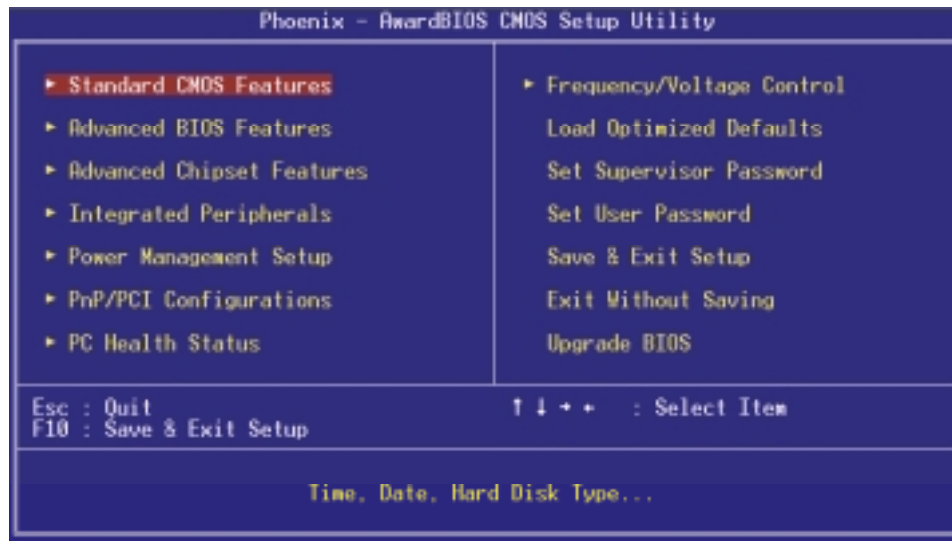 Phoenix - AwardBIOS CMOS Setup Utility
► Standard CMOS Features
► Advanced BIOS Features
► Advanced Chipset Features
► Integrated Peripherals
► Power Management Setup
► PnP/PCI Configurations
► PC Health Status
► Frequency/Voltage Control
Load Optimized Defaults
Set Supervisor Password
Set User Password
Save & Exit Setup
Exit Without Saving
Upgrade BIOS
Esc : Quit
F10 : Save & Exit Setup
↑ ↓ → ← : Select Item
Time, Date, Hard Disk Type...